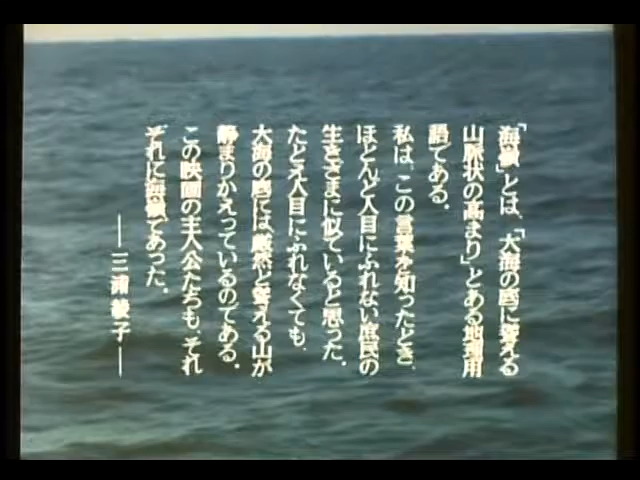 「海嶺」とは、「大海の底に聳える
山脈状の高まり」とある地理用
語である。
私は、この言葉を知ったとき、
ほとんど人目にふれない庶民の
生きざまに似ていると思った。
たとえ人目にふれなくても、
大海の底には厳然と聳える山が
静まりかえっているのである。
この映画の主人公たちも、それ
ぞれに海嶺であった。
――三浦綾子――